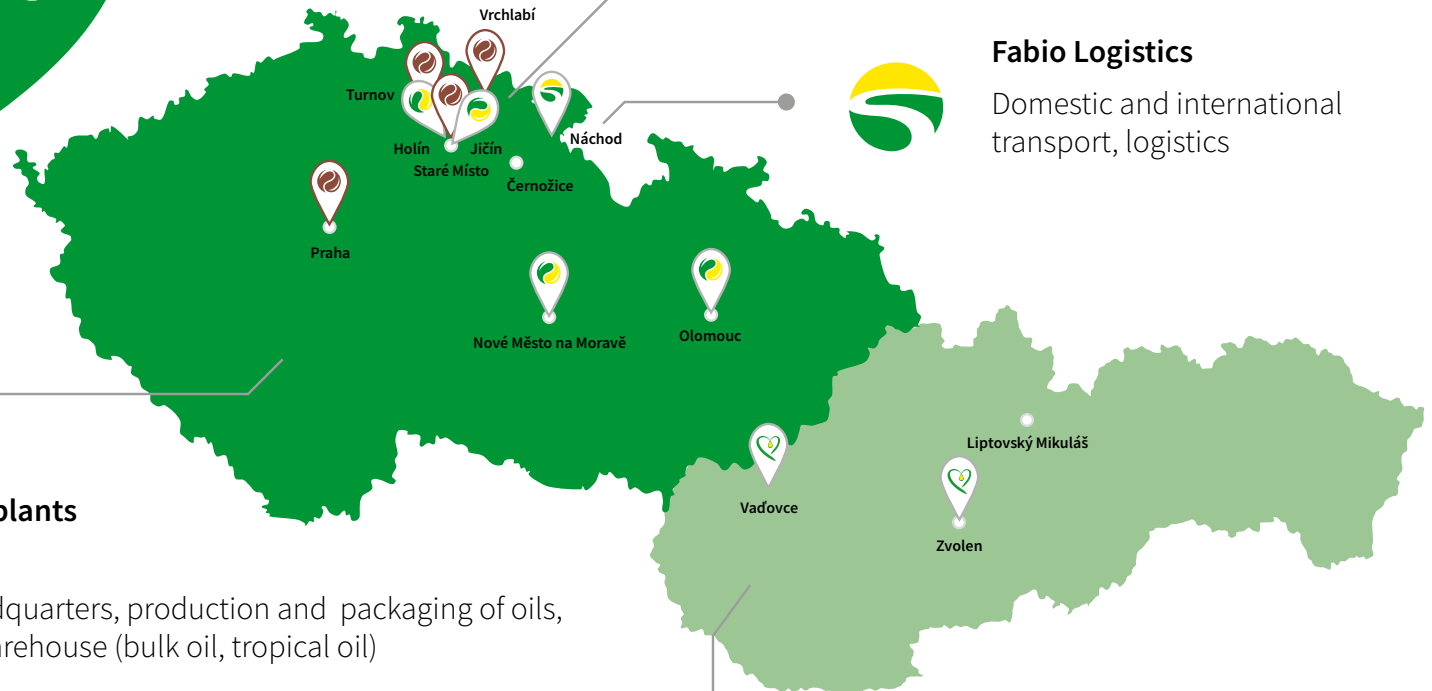 Vrchlabí
Fabio Logistics
Domestic and international
transport, logistics
Turnov
Náchod
Holín
Jičín
Staré Místo
Černožice
Praha
Nové Město na Moravě
Olomouc
Liptovský Mikuláš
Vaďovce
Zvolen
plants
dquarters, production and packaging of oils,
rehouse (bulk oil, tropical oil)